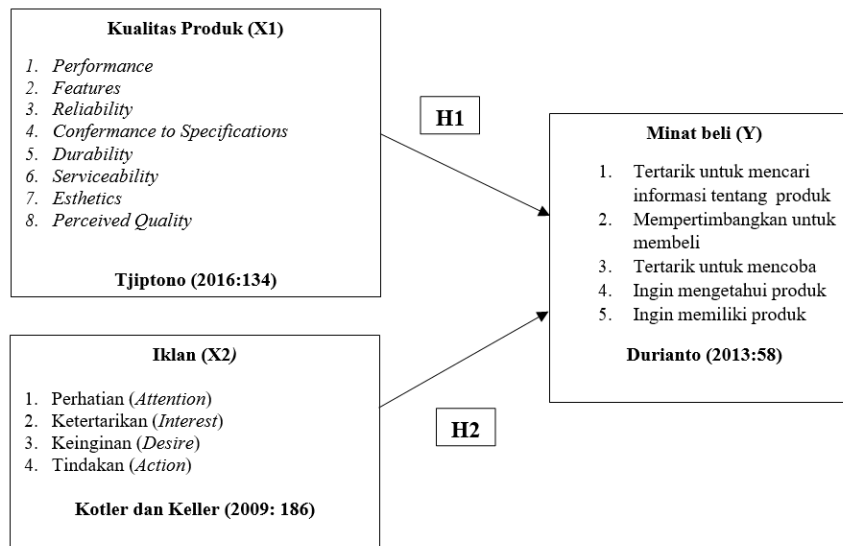 Kualitas Produk (X1)
1. Performance
2. Features
3. Reliability
4. Confermance to Specifications
5. Durability
6. Serviceability
7. Esthetics
8. Perceived Quality
Tjiptono (2016:134)
H1
Minat beli (Y)
1. Tertarik untuk mencari
informasi tentang produk
2. Mempertimbangkan untuk
membeli
3. Tertarik untuk mencoba
4. Ingin mengetahui produk
5. Ingin memiliki produk
Durianto (2013:58)
Iklan (X2)
1. Perhatian (Attention)
2. Ketertarikan (Interest)
3. Keinginan (Desire)
4. Tindakan (Action)
Kotler dan Keller (2009: 186)
H2